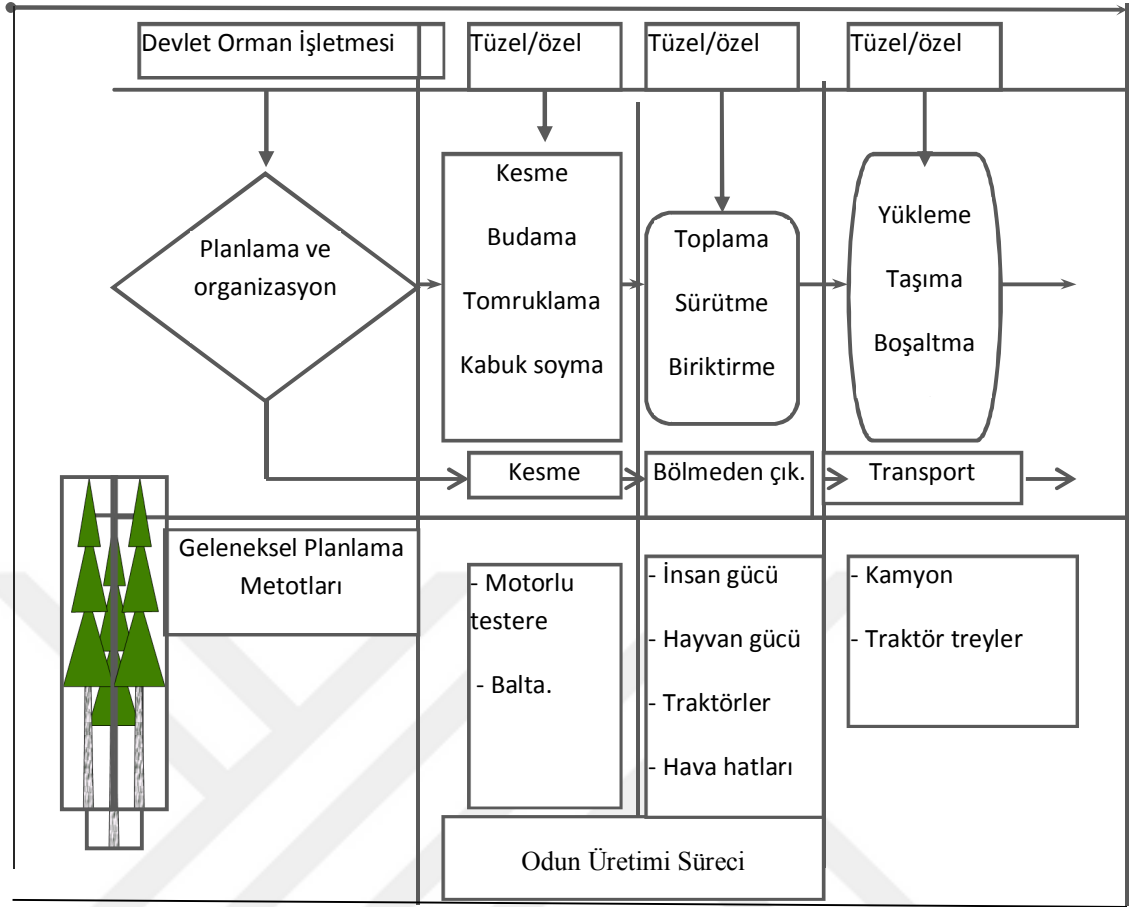 Devlet Orman İşletmesi
Tüzel/özel
Tüzel/özel
Tüzel/özel
Planlama ve
organizasyon
Kesme
Budama
Tomruklama
Kabuk soyma
Toplama
Sürütme
Biriktirme
Yükleme
Taşıma
Boşaltma
Kesme
Bölmeden çık.
Transport
Geleneksel Planlama
Metotları
- Motorlu
testere
- Balta.
- İnsan gücü
- Hayvan gücü
- Traktörler
- Hava hatları
- Kamyon
- Traktör treyler
Odun Üretimi Süreci